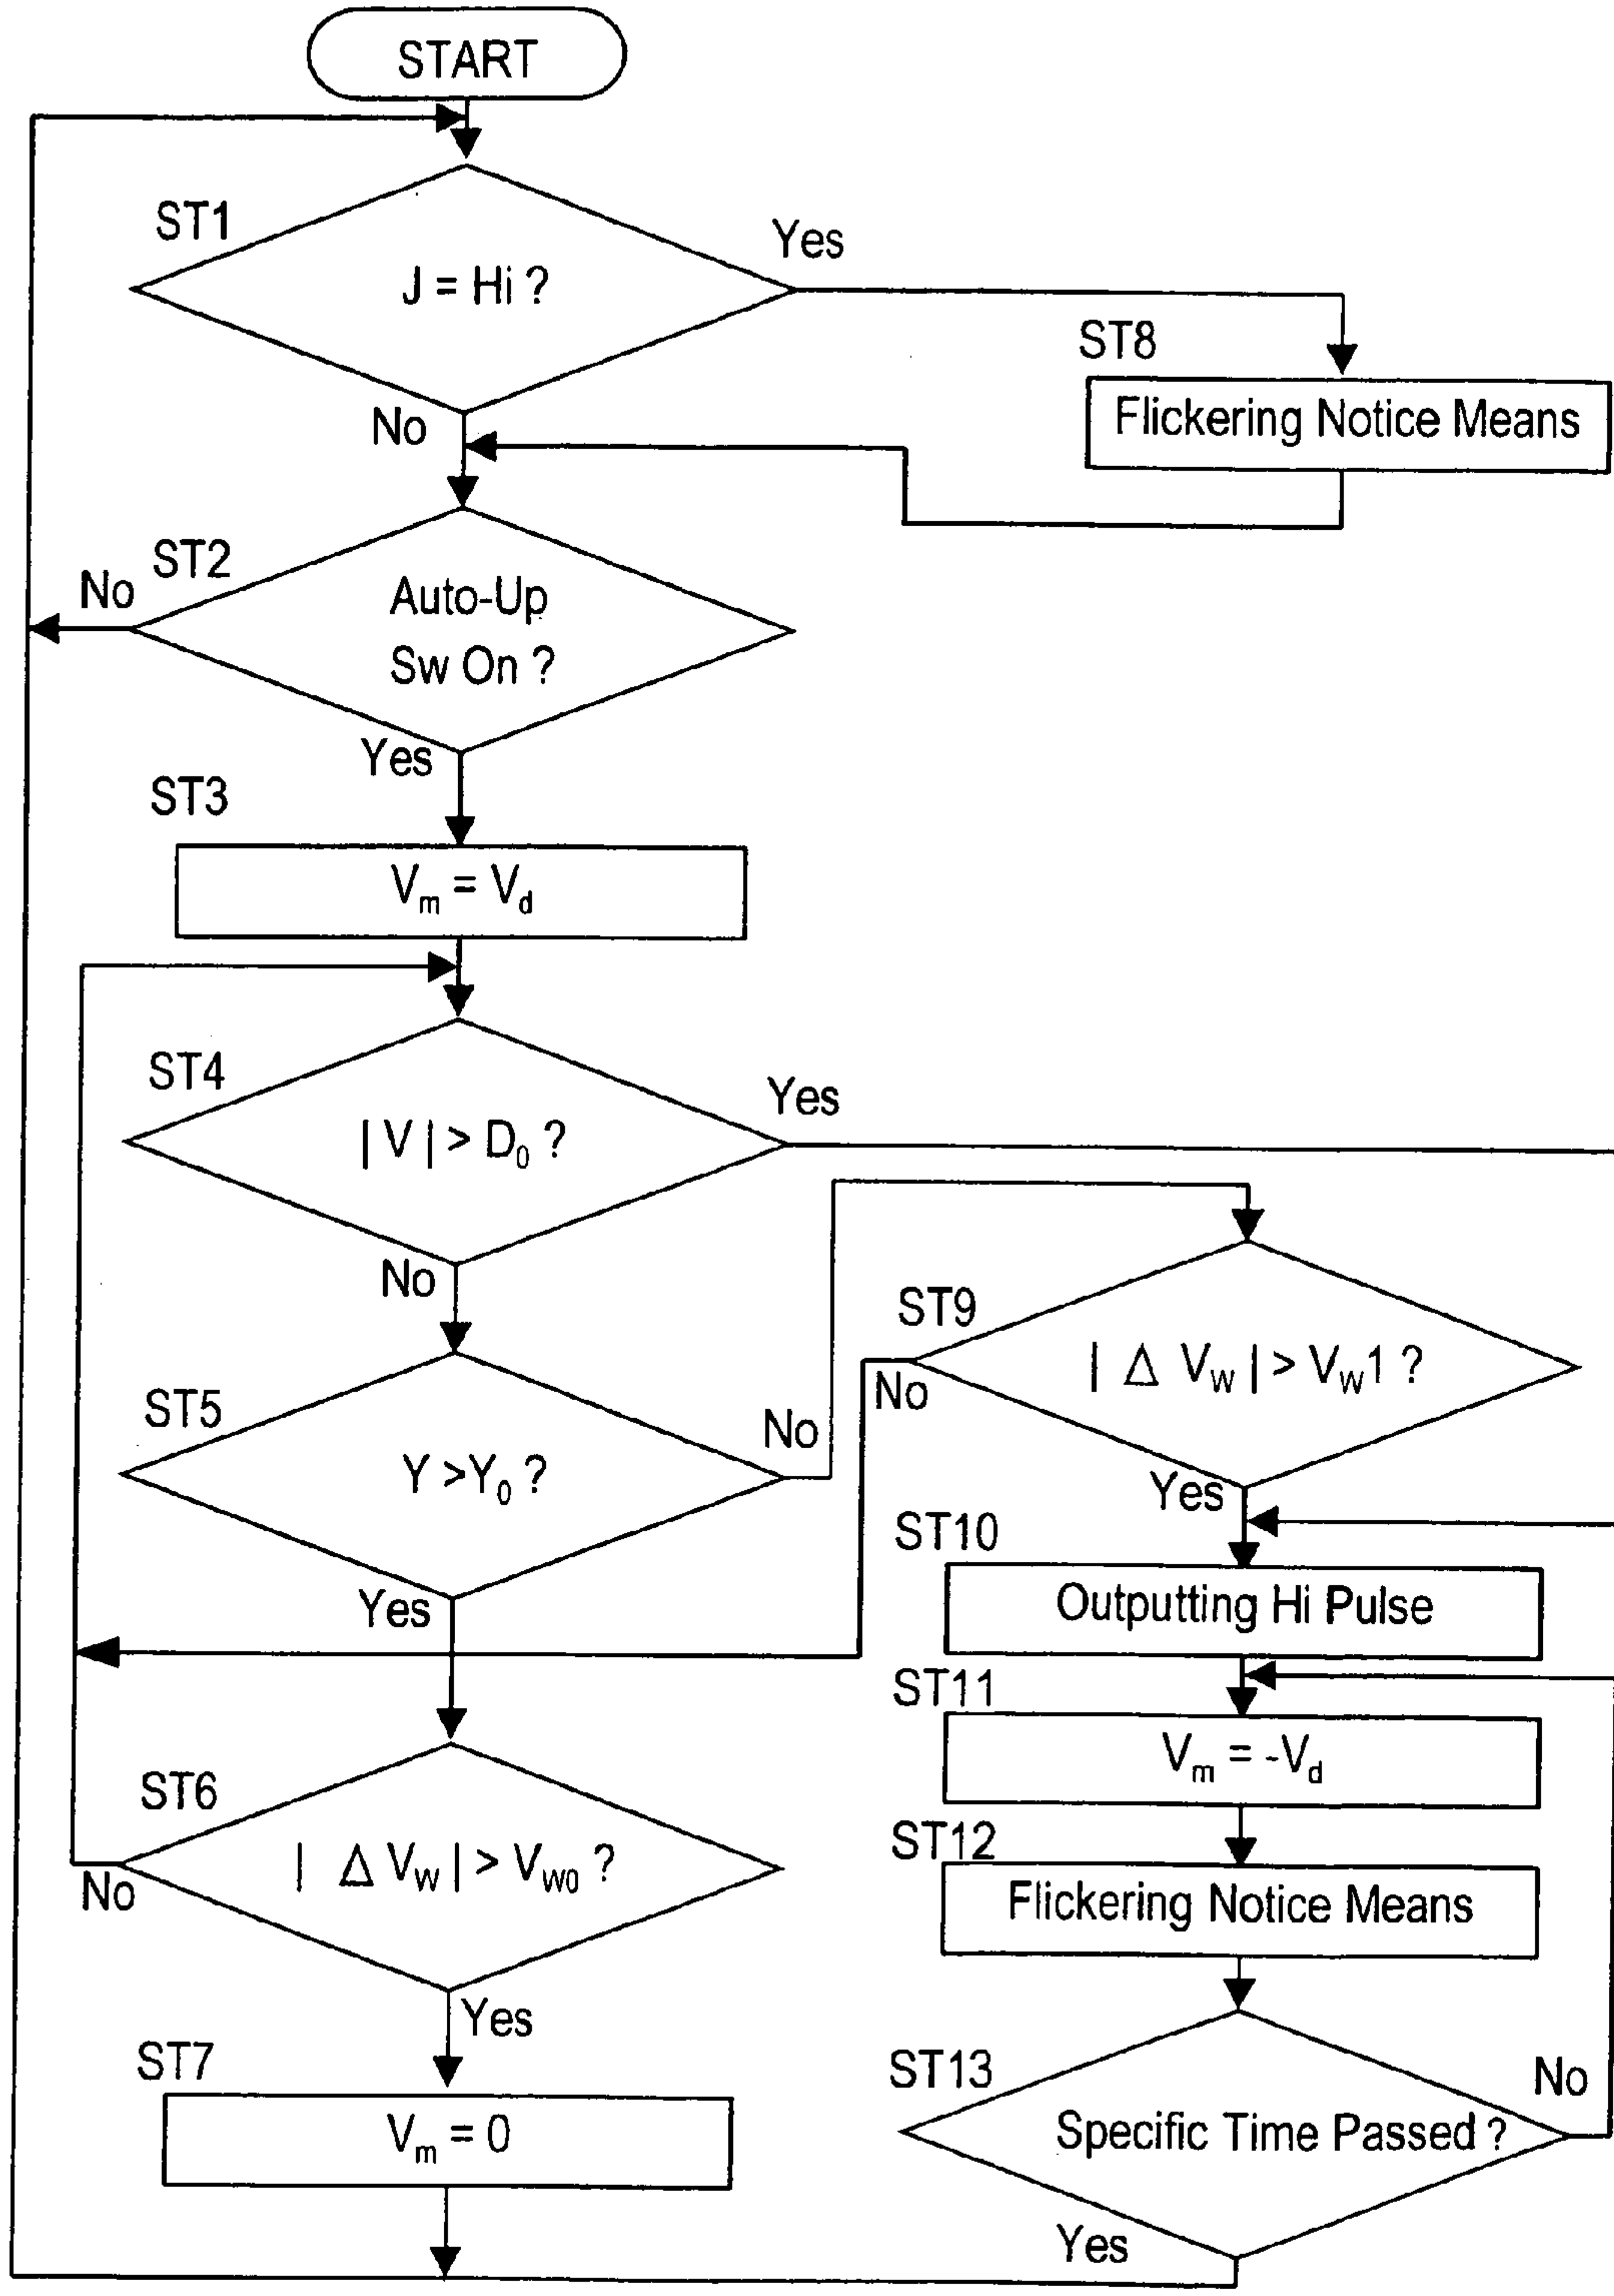 START
ST1
J = Hi ?
Yes
No
ST8
Flickering Notice Means
ST2
No
Auto-Up
Sw On ?
Yes
ST3
Vm = Vd
ST4
| V | > D0 ?
Yes
No
ST5
Y >Y0 ?
No
Yes
ST9
| Δ VW | > VW1 ?
No
Yes
ST10
Outputting Hi Pulse
ST11
Vm = -Vd
ST12
Flickering Notice Means
ST6
| Δ VW | > VW0 ?
No
Yes
ST7
Vm = 0
ST13
Specific Time Passed ?
No
Yes